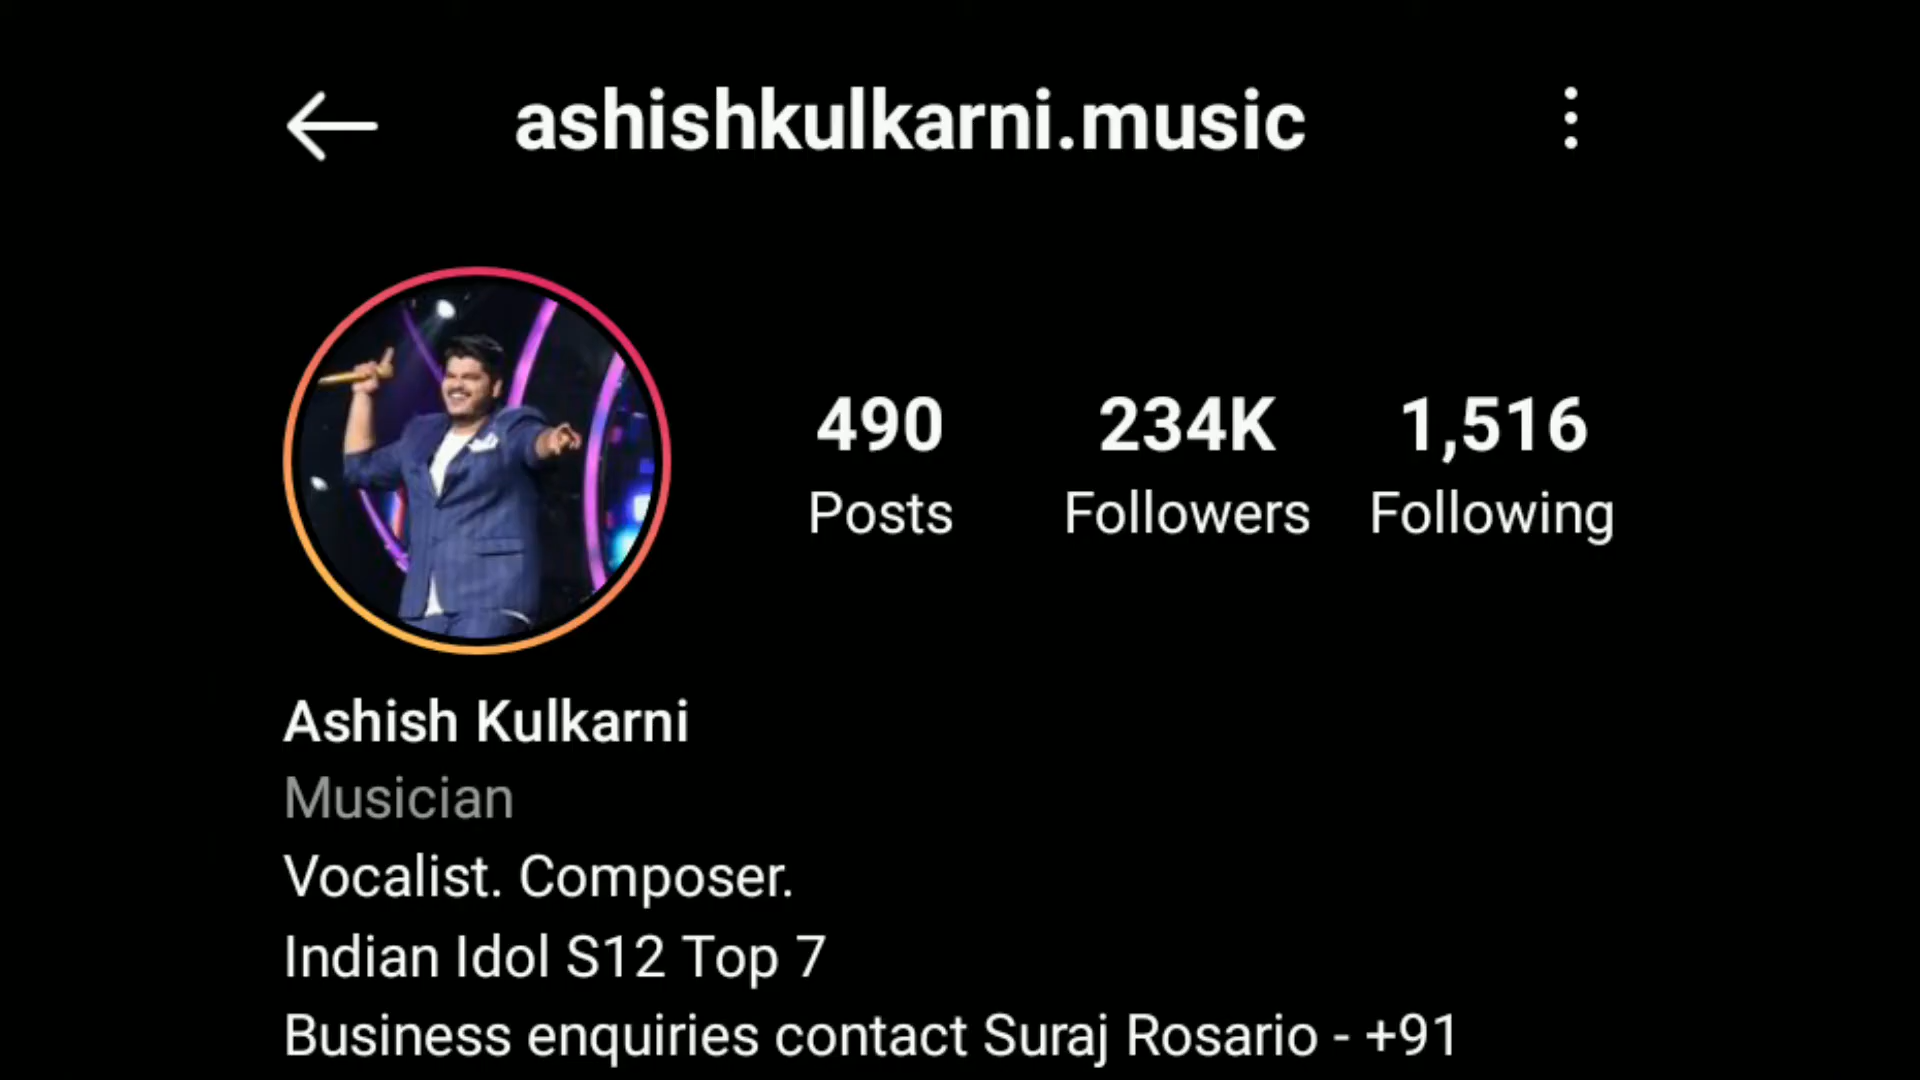 ashishkulkarni.music
490 234K 1,516
Posts Followers Following
Ashish Kulkarni
Musician
Vocalist. Composer.
Indian Idol S12 Top 7
Business enquiries contact Suraj Rosario - +91